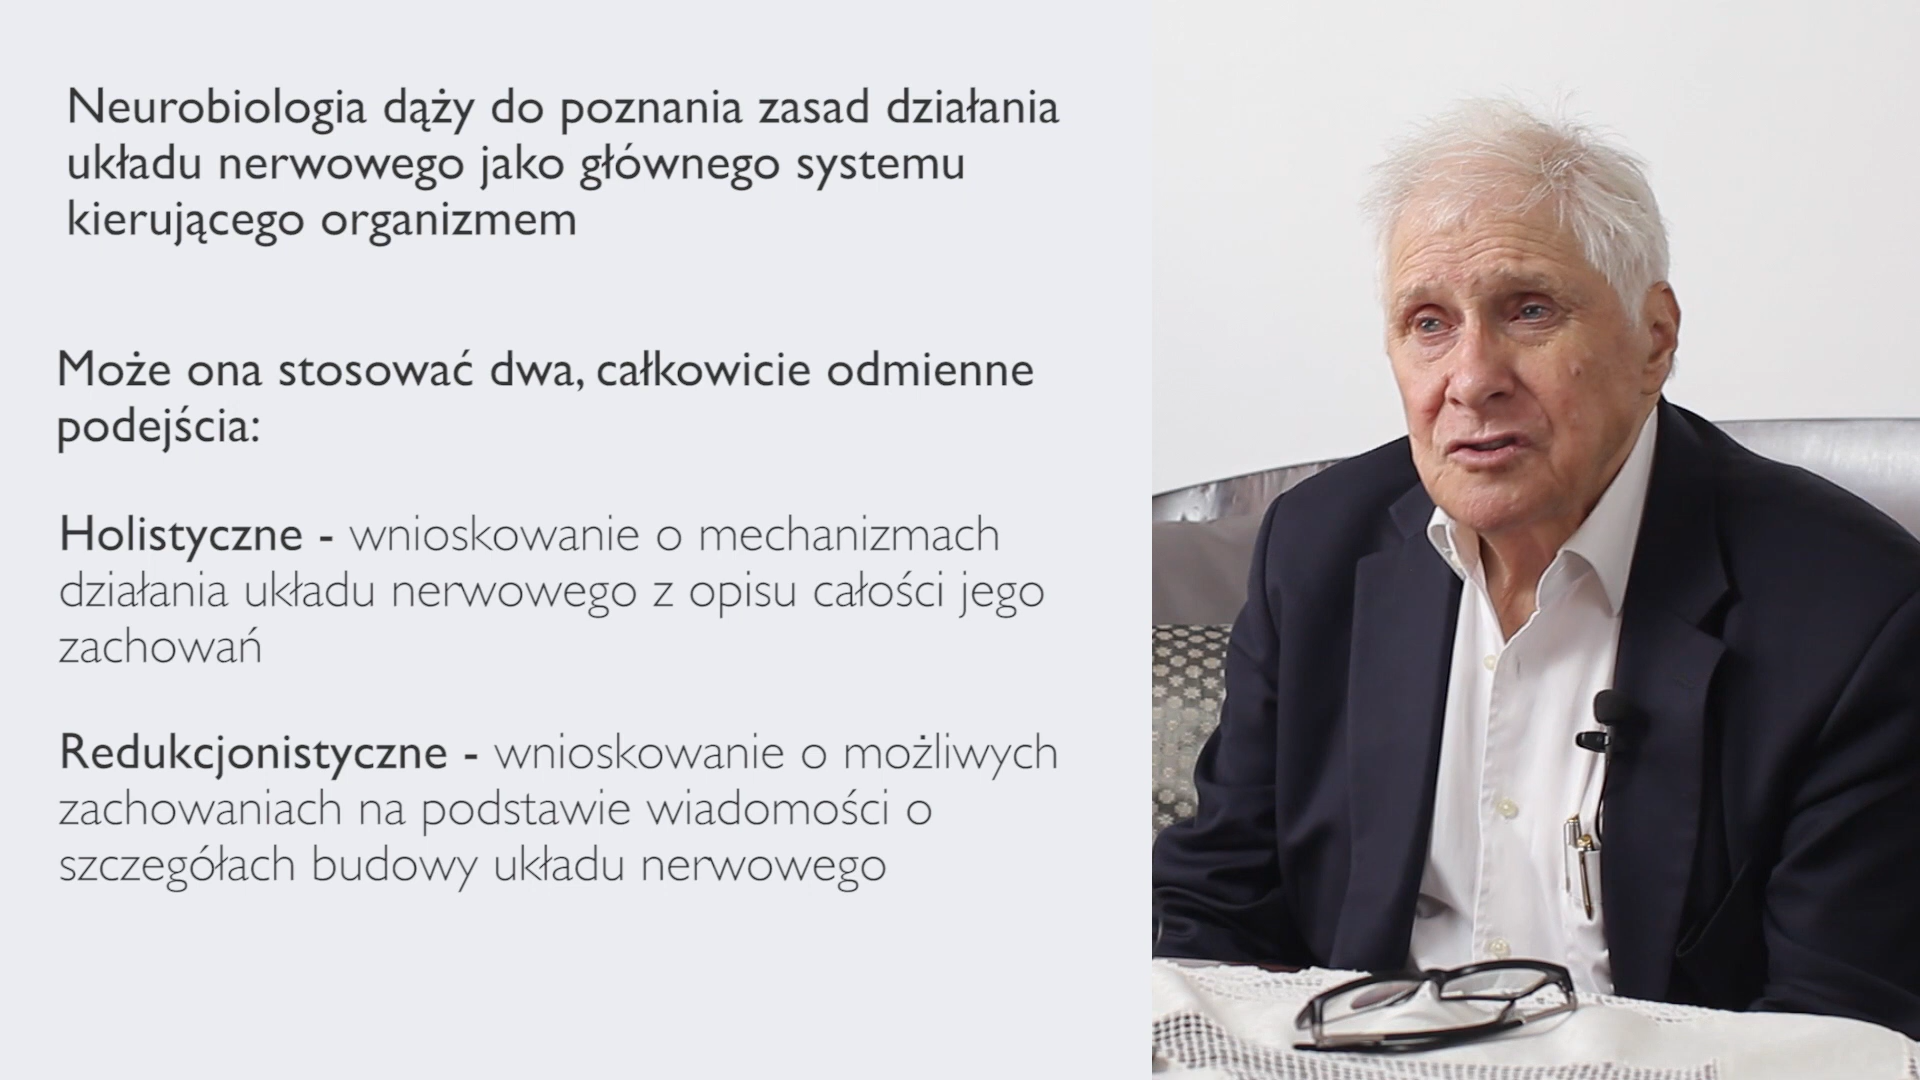 Neurobiologia dąży do poznania zasad działania
układu nerwowego jako głównego systemu
kierującego organizmem
Może ona stosować dwa, całkowicie odmienne
podejścia:
Holistyczne - wnioskowanie o mechanizmach
działania układu nerwowego z opisu całości jego
zachowań
Redukcjonistyczne - wnioskowanie o możliwych
zachowaniach na podstawie wiadomości o
szczegółach budowy układu nerwowego